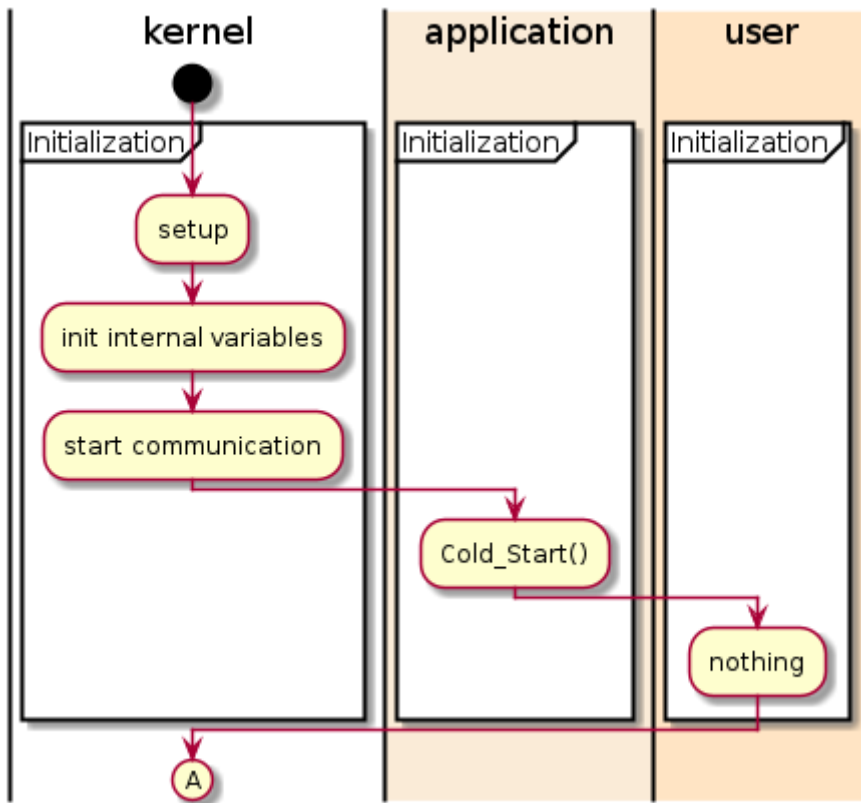 kernel
application
user
Initialization
Initialization
Initialization
setup
init internal variables
start communication
Cold_Start()
nothing
A